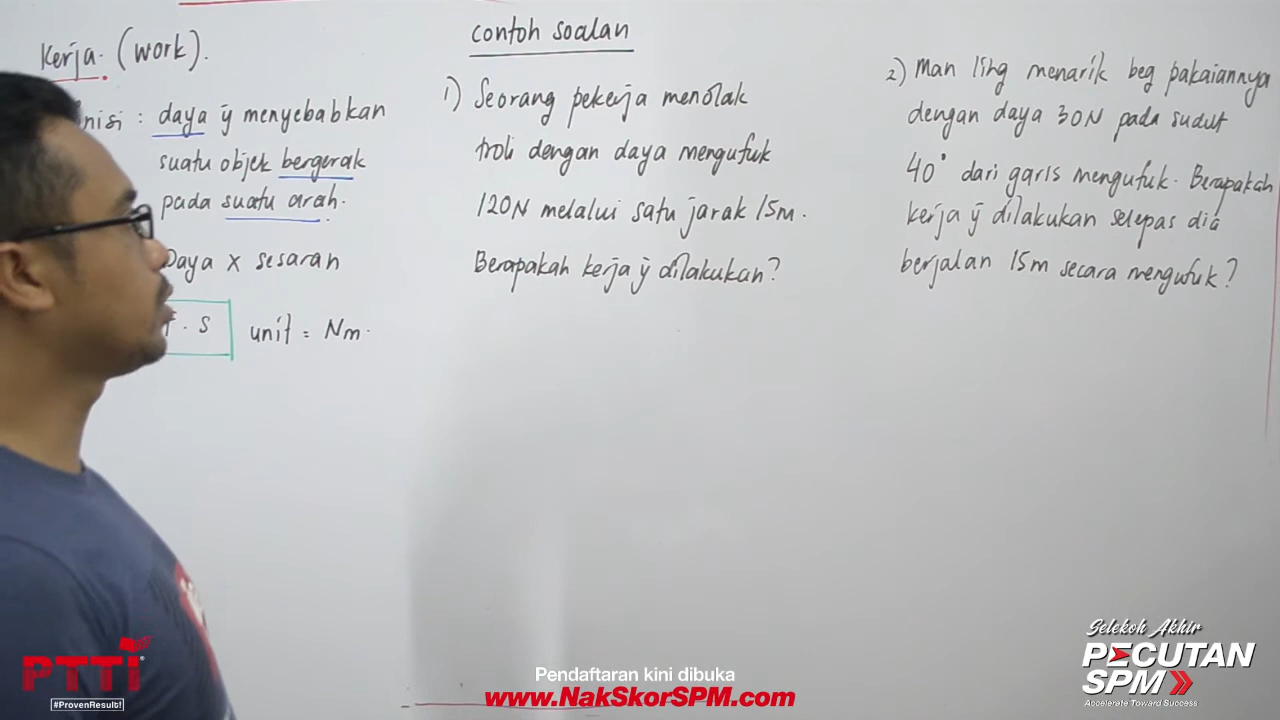 Kerja. (work).
: daya ȳ menyebabkan
suatu objek bergerak
pada suatu arah.
Daya x sesaran
. s unit = Nm.
contoh soalan
1) Seorang pekerja menolak
troli dengan daya mengufuk
120N melalui satu jarak 15m.
Berapakah kerja ȳ dilakukan?
2) Man Ling menarik beg pakaiannya
dengan daya 30N pada sudut
40° dari garis mengufuk. Berapakah
kerja ȳ dilakukan selepas dia
berjalan 15m secara mengufuk?
PTTI
#ProvenResult!
Pendaftaran kini dibuka
www.NakSkorSPM.com
Selekoh Akhir
PECUTAN
SPM
Accelerate Toward Success